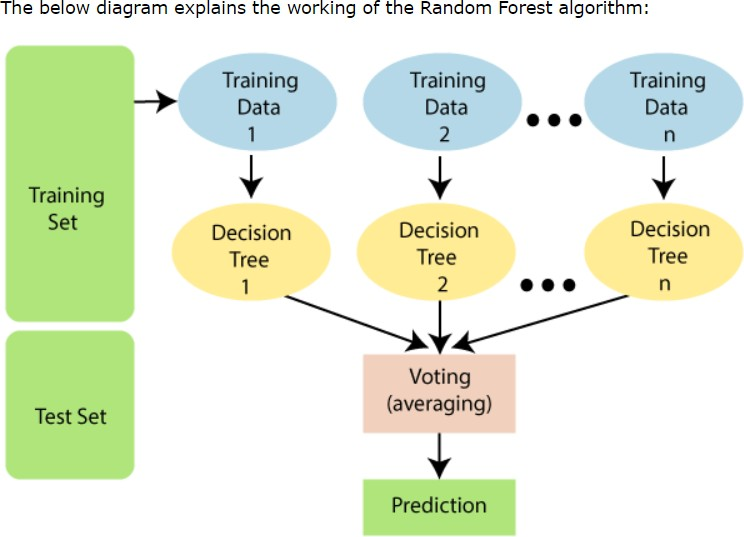 The below diagram explains the working of the Random Forest algorithm:
Training
Data
1
Training
Data
2
Training
Data
n
Training
Set
Decision
Tree
1
Decision
Tree
2
Decision
Tree
n
Voting
(averaging)
Test Set
Prediction